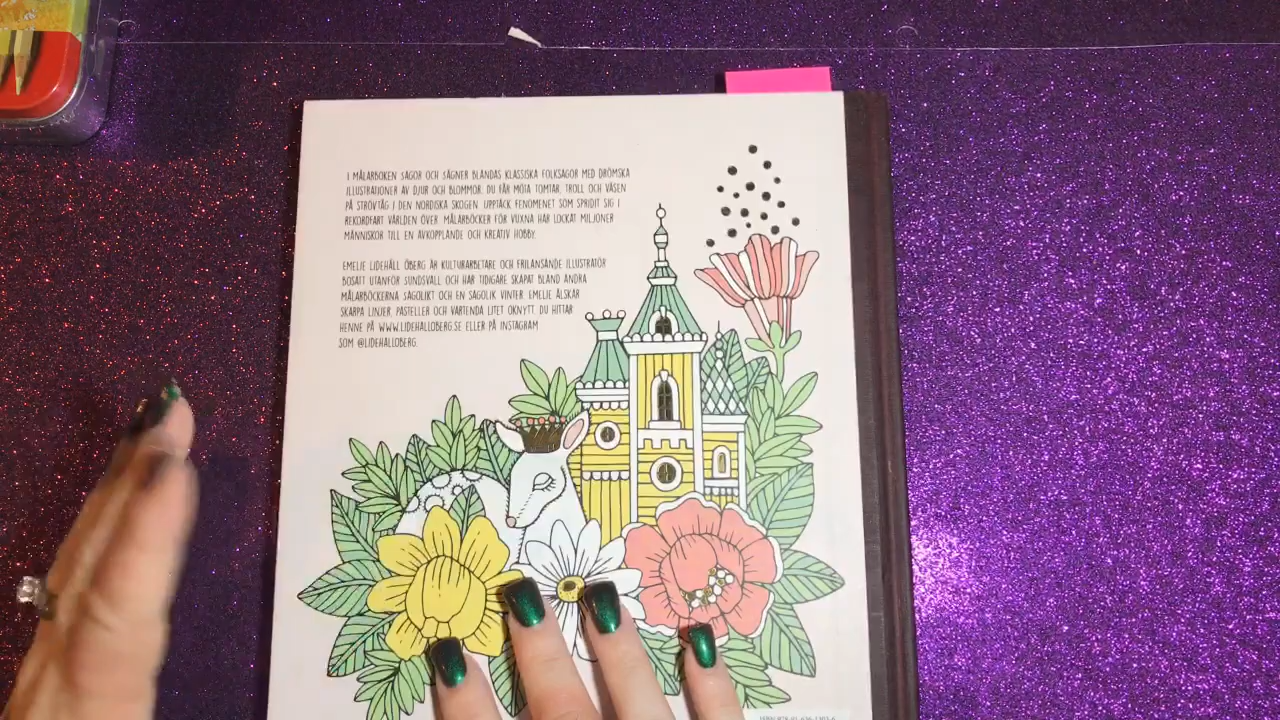 I MÅLARBOKEN SAGOR OCH SÄGNER BLANDAS KLASSISKA FOLKSAGOR MED DRÖMSKA
ILLUSTRATIONER AV DJUR OCH BLOMMOR. DU FÅR MÖTA TOMTAR, TROLL OCH VÄSEN
PÅ STRÖVTÅG I DEN NORDISKA SKOGEN. UPPTÄCK FENOMENET SOM SPRIDIT SIG I
REKORDFART VÄRLDEN ÖVER. MÅLARBÖCKER FÖR VUXNA HAR LOCKAT MILJONER
MÄNNISKOR TILL EN AVKOPPLANDE OCH KREATIV HOBBY.
EMELIE LIDEHÄLL ÖBERG ÄR KULTURARBETARE OCH FRILANSANDE ILLUSTRATÖR
BOSATT UTANFÖR SUNDSVALL OCH HAR TIDIGARE SKAPAT BLAND ANDRA
MÅLARBÖCKERNA SAGOLIKT OCH EN SAGOLIK VINTER. EMELIE ÄLSKAR
SKARPA LINJER, PASTELLER OCH VARTENDA LITET OKNYTT. DU HITTAR
HENNE PÅ WWW.LIDEHALLOBERG.SE ELLER PÅ INSTAGRAM
SOM @LIDEHALLOBERG.